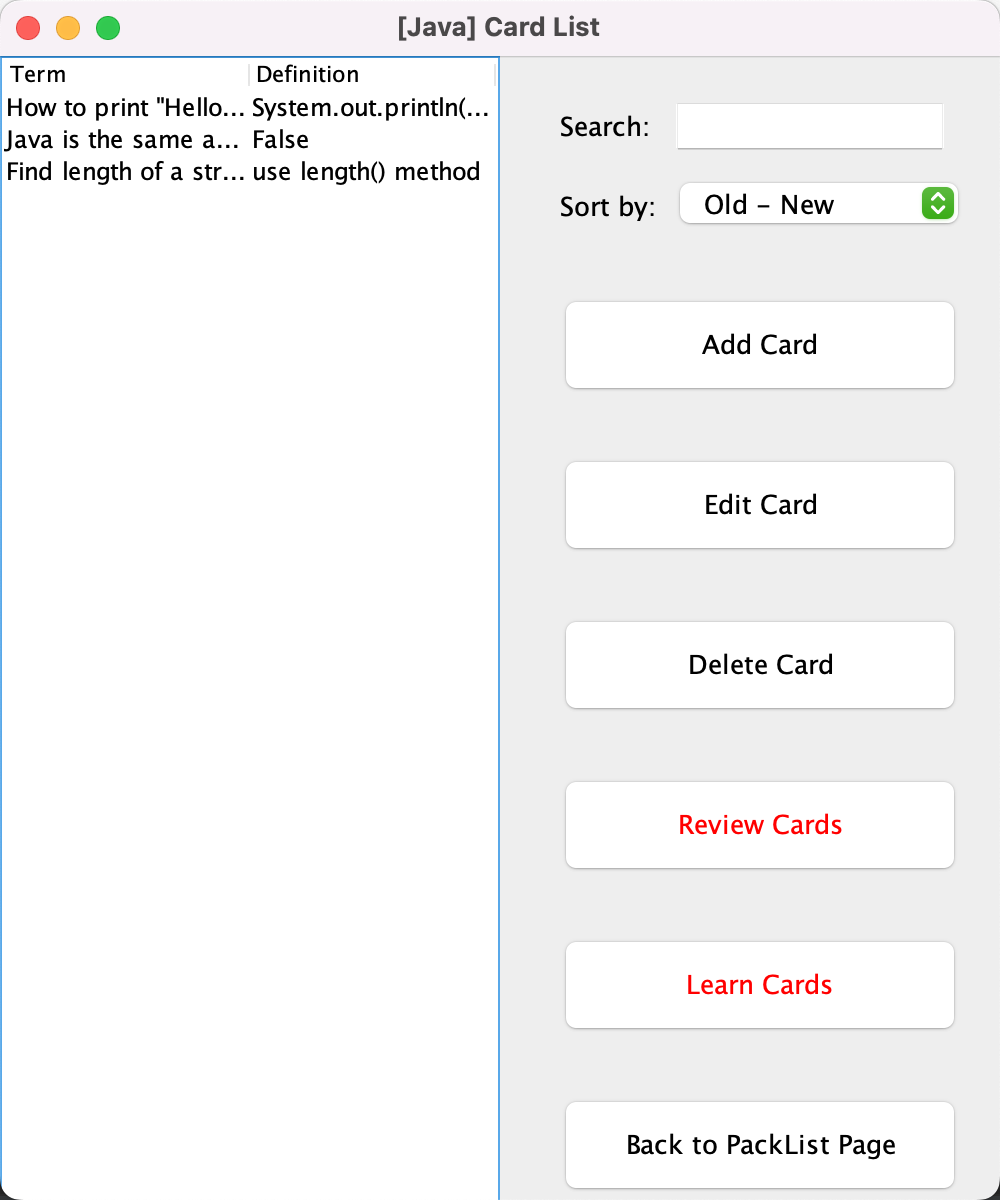 [Java] Card List
Term Definition
How to print "Hello... System.out.println(...
Java is the same a... False
Find length of a str... use length() method
Search:
Sort by: Old – New
Add Card
Edit Card
Delete Card
Review Cards
Learn Cards
Back to PackList Page